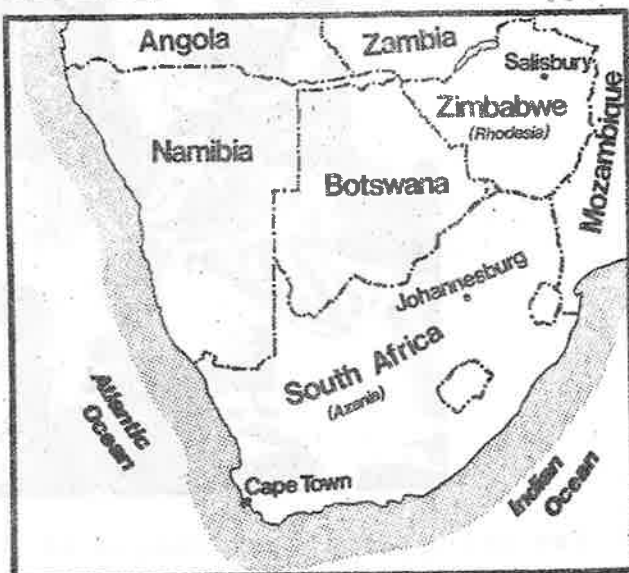 Angola
Zambia
Salisbury
Zimbabwe
(Rhodesia)
Mozambique
Namibia
Botswana
Johannesburg
South Africa
(Azania)
Atlantic
Ocean
Cape Town
Indian
Ocean